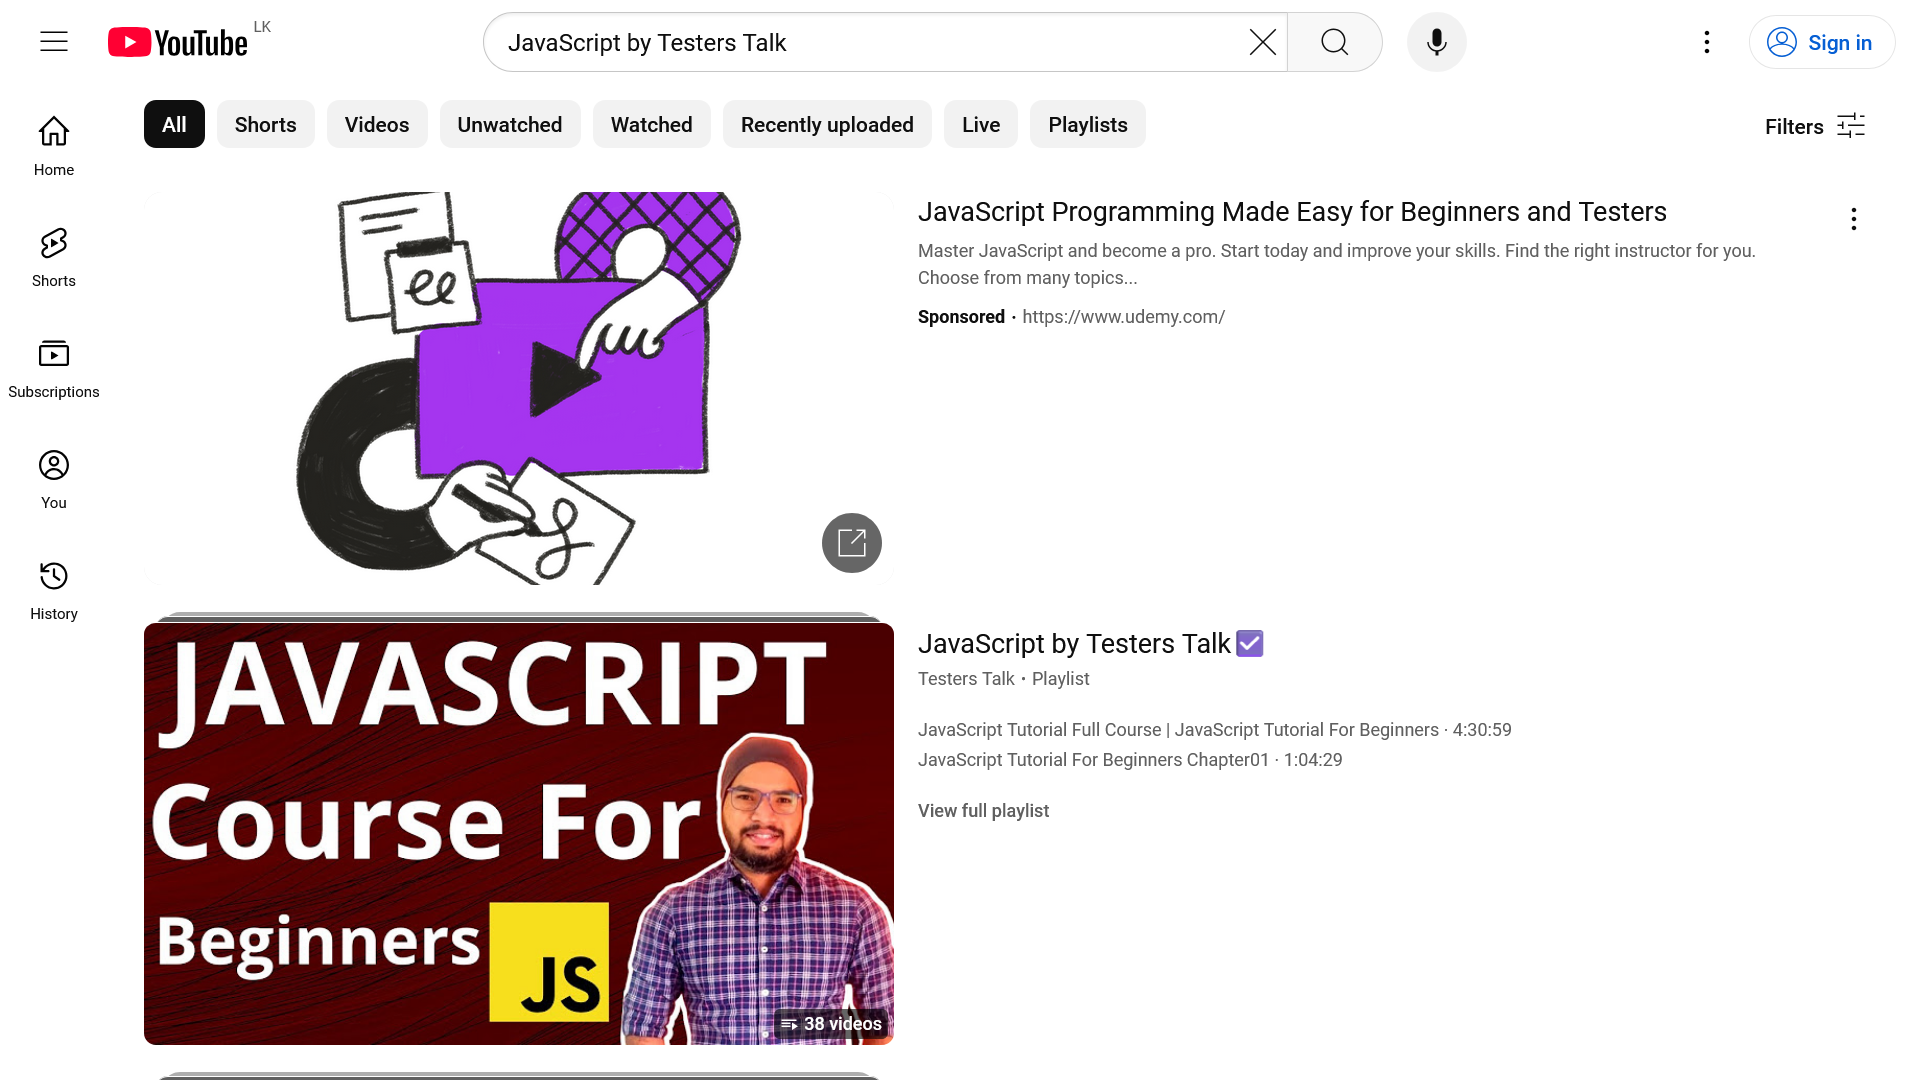 YouTube LK
JavaScript by Testers Talk
Sign in
All
Shorts
Videos
Unwatched
Watched
Recently uploaded
Live
Playlists
Filters
Home
Shorts
Subscriptions
You
History
JavaScript Programming Made Easy for Beginners and Testers
Master JavaScript and become a pro. Start today and improve your skills. Find the right instructor for you.
Choose from many topics...
Sponsored · https://www.udemy.com/
JAVASCRIPT
Course For
Beginners
JS
38 videos
JavaScript by Testers Talk☑
Testers Talk • Playlist
JavaScript Tutorial Full Course | JavaScript Tutorial For Beginners · 4:30:59
JavaScript Tutorial For Beginners Chapter01 · 1:04:29
View full playlist